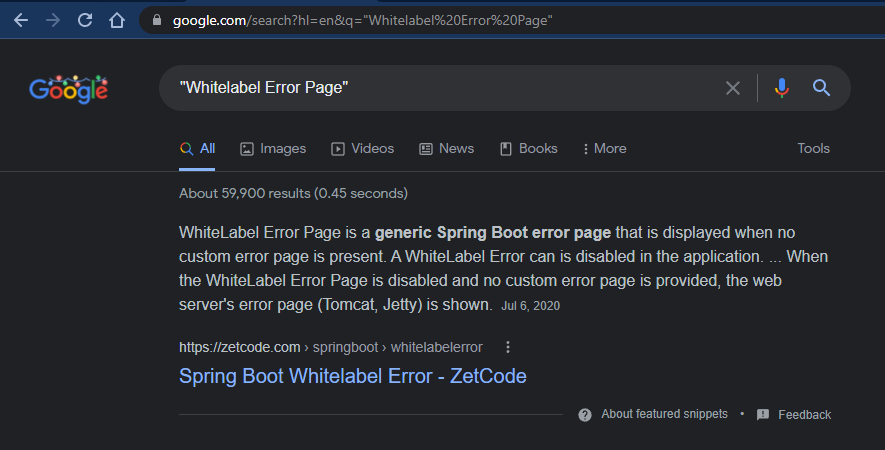 google.com/search?hl=en&q="Whitelabel%20Error%20Page"
Google
"Whitelabel Error Page"
All Images Videos News Books More Tools
About 59,900 results (0.45 seconds)
WhiteLabel Error Page is a generic Spring Boot error page that is displayed when no
custom error page is present. A WhiteLabel Error can is disabled in the application. ... When
the WhiteLabel Error Page is disabled and no custom error page is provided, the web
server's error page (Tomcat, Jetty) is shown. Jul 6, 2020
https://zetcode.com › springboot › whitelabelerror
Spring Boot Whitelabel Error - ZetCode
About featured snippets • Feedback